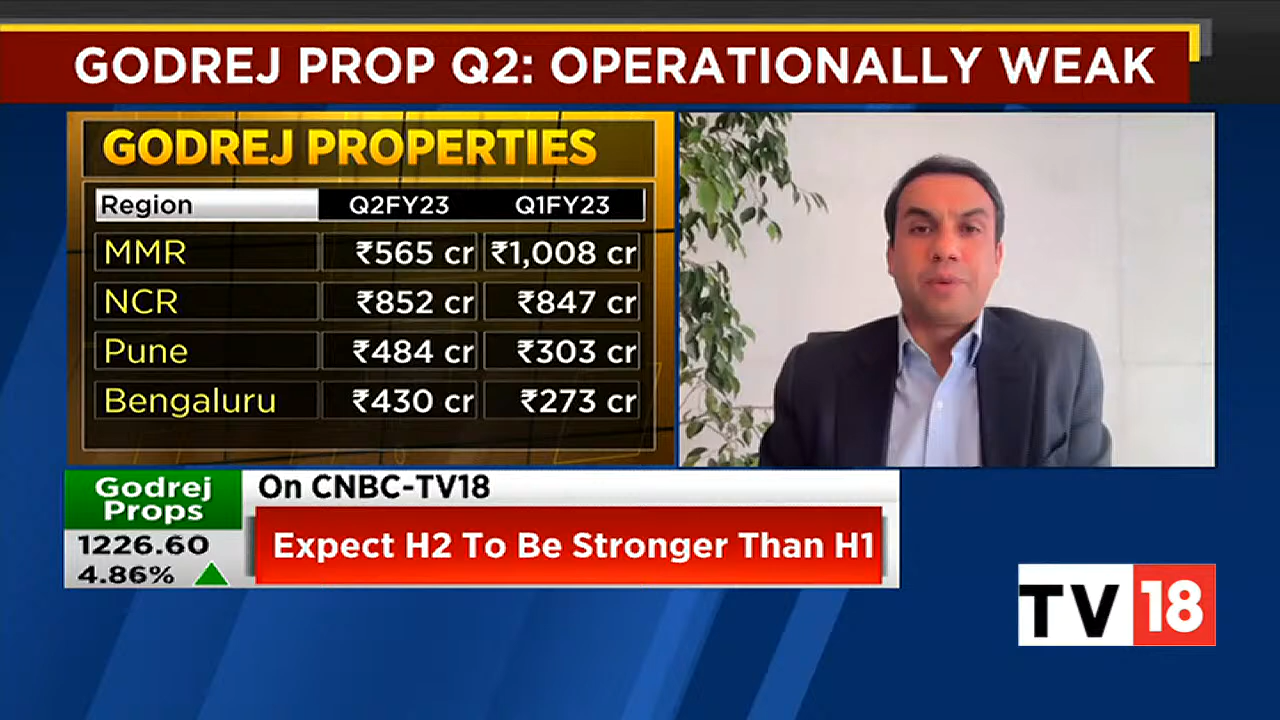 GODREJ PROP Q2: OPERATIONALLY WEAK
GODREJ PROPERTIES
Region Q2FY23 Q1FY23
MMR ₹565 cr ₹1,008 cr
NCR ₹852 cr ₹847 cr
Pune ₹484 cr ₹303 cr
Bengaluru ₹430 cr ₹273 cr
Godrej
Props
1226.60
4.86%
On CNBC-TV18
Expect H2 To Be Stronger Than H1
TV18